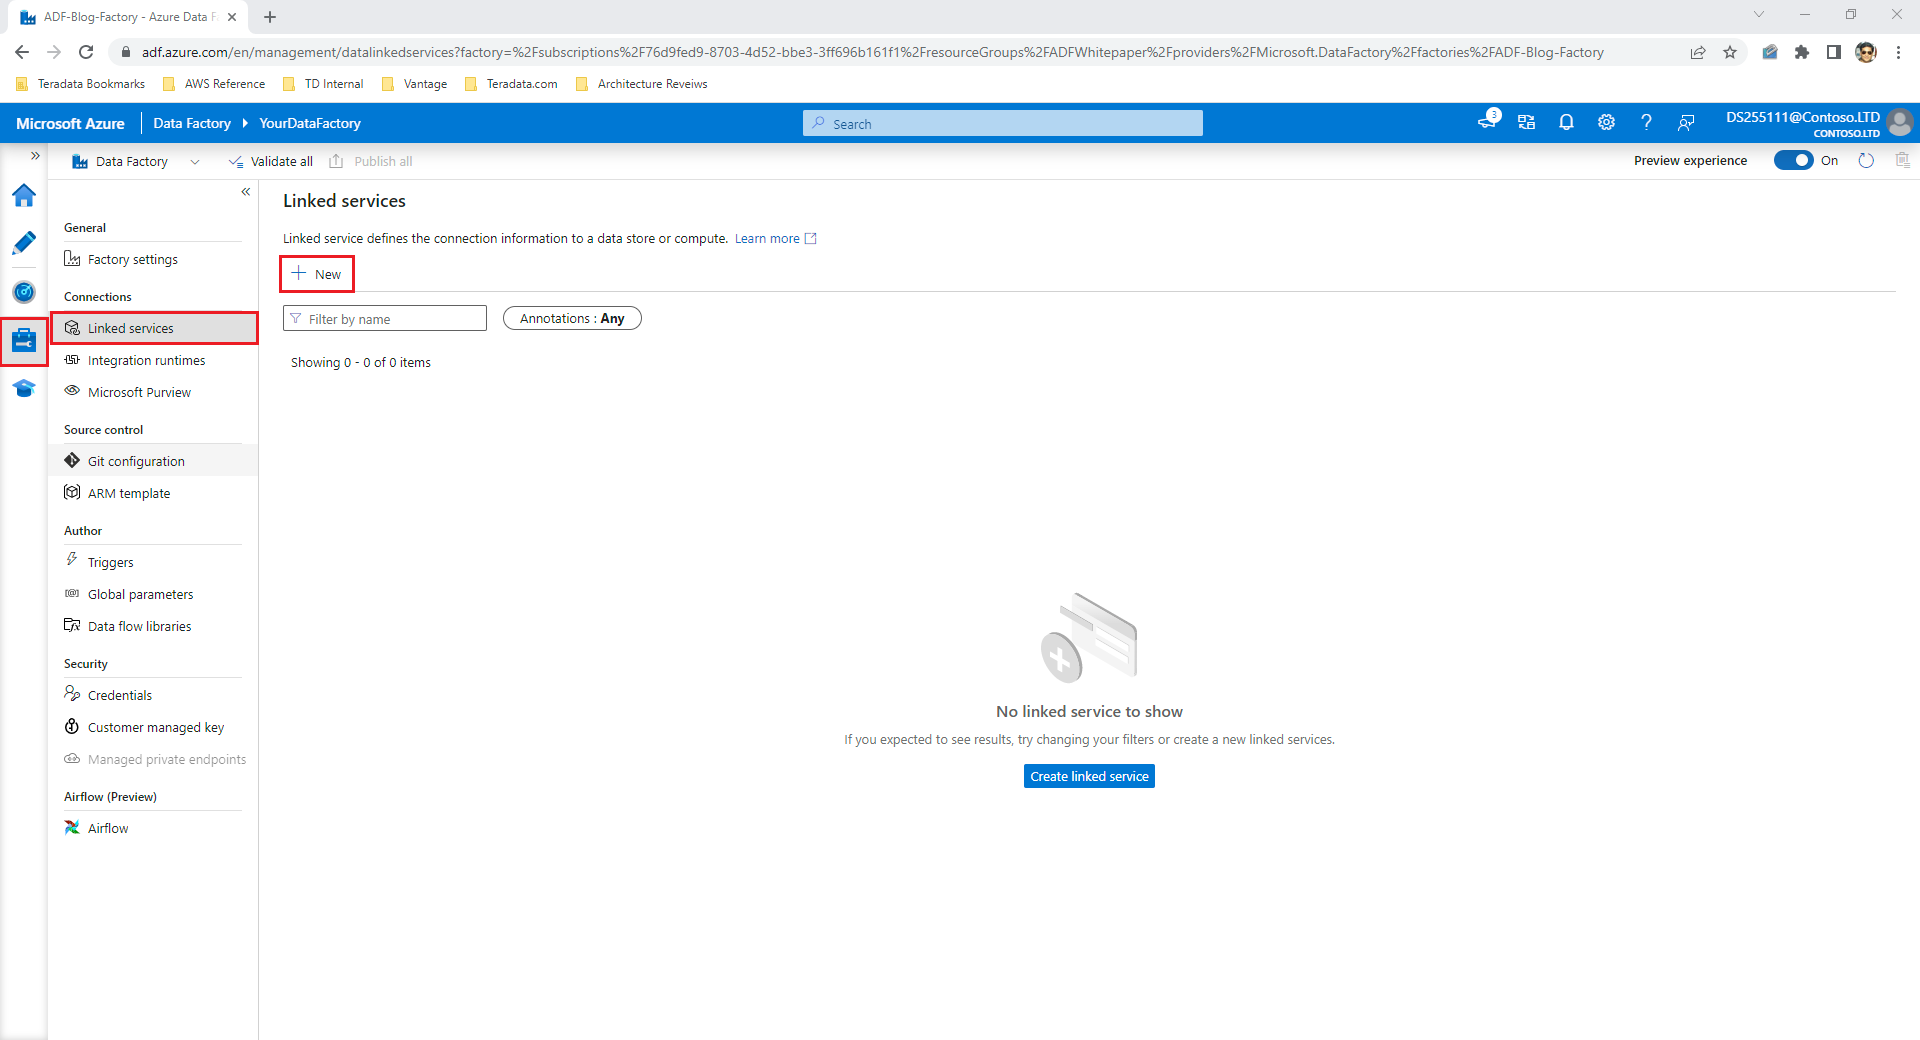 ADF-Blog-Factory - Azure Data F
adf.azure.com/en/management/datalinkedservices?factory=%2Fsubscriptions%2F76d9fed9-8703-4d52-bbe3-3ff696b161f1%2FresourceGroups%2FADFWhitepaper%2Fproviders%2FMicrosoft.DataFactory%2Ffactories%2FADF-Blog-Factory
Teradata Bookmarks AWS Reference TD Internal Vantage Teradata.com Architecture Reveiws
Microsoft Azure Data Factory YourDataFactory Search 3 DS255111@Contoso.LTD
CONTOSO.LTD
Data Factory Validate all Publish all Preview experience On
General
Factory settings
Connections
Linked services
Integration runtimes
Microsoft Purview
Source control
Git configuration
ARM template
Author
Triggers
Global parameters
Data flow libraries
Security
Credentials
Customer managed key
Managed private endpoints
Airflow (Preview)
Airflow
Linked services
Linked service defines the connection information to a data store or compute. Learn more
New
Filter by name Annotations : Any
Showing 0 - 0 of 0 items
No linked service to show
If you expected to see results, try changing your filters or create a new linked services.
Create linked service